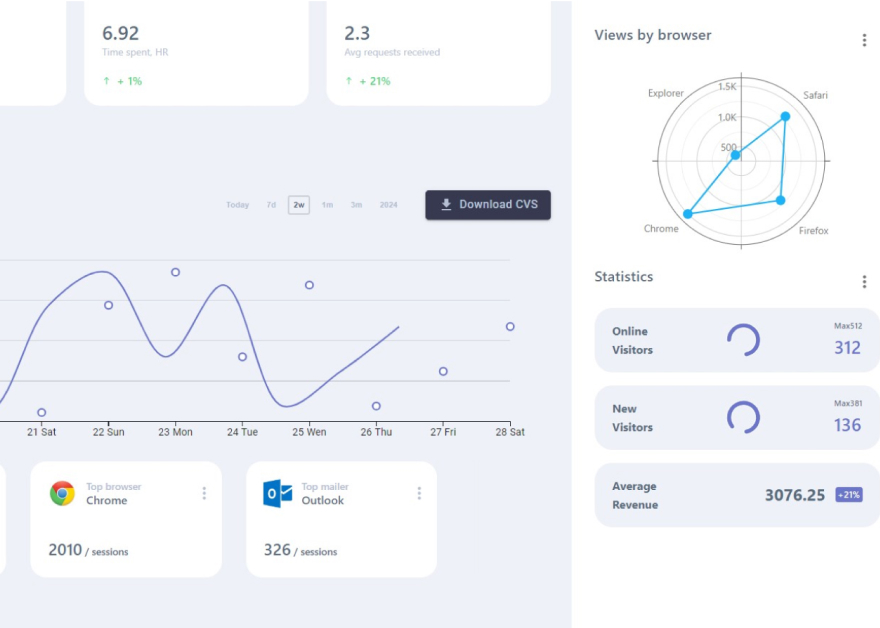 6.92
Time spent, HR
↑ + 1%
2.3
Avg requests received
↑ + 21%
Today 7d 2w 1m 3m 2024
Download CVS
21 Sat 22 Sun 23 Mon 24 Tue 25 Wen 26 Thu 27 Fri 28 Sat
Top browser
Chrome
2010 / sessions
Top mailer
Outlook
326 / sessions
Views by browser
1.5K
Explorer
Safari
1.0K
500
Chrome
Firefox
Statistics
Online
Visitors
Max512
312
New
Visitors
Max381
136
Average
Revenue
3076.25 +21%